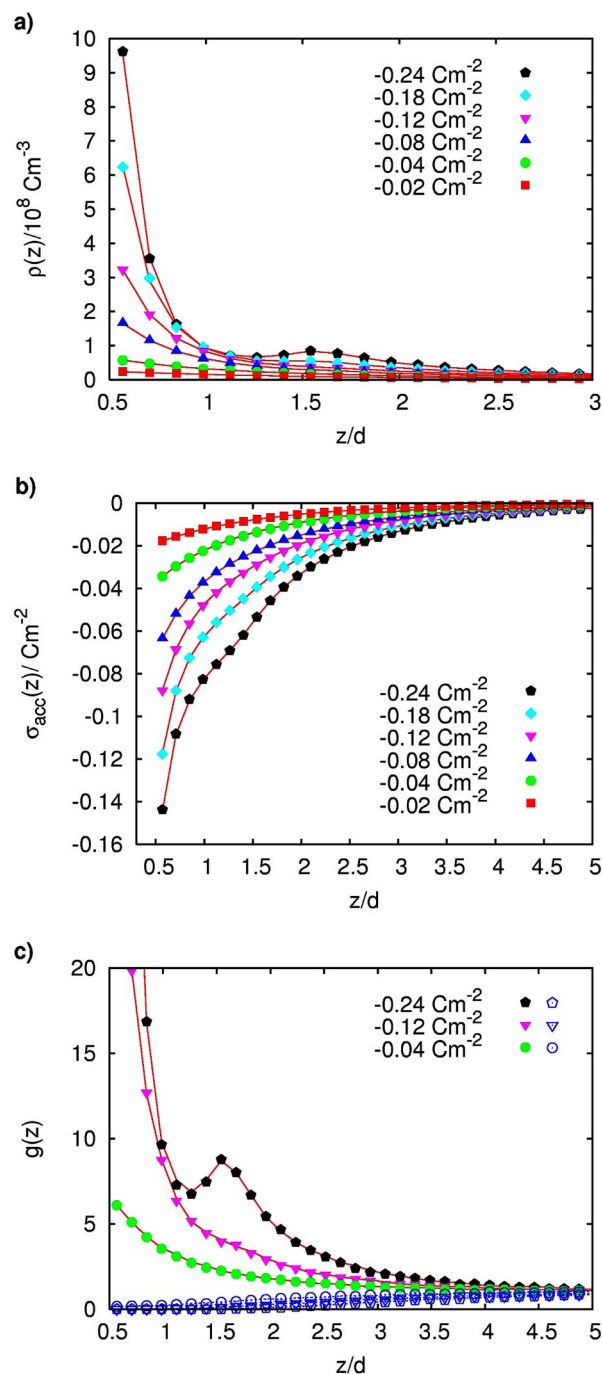 a)
10
9
8
7
6
5
4
3
2
1
0
ρ(z)/10⁸ Cm⁻³
-0.24 Cm⁻²
-0.18 Cm⁻²
-0.12 Cm⁻²
-0.08 Cm⁻²
-0.04 Cm⁻²
-0.02 Cm⁻²
0.5 1 1.5 2 2.5 3
z/d
b)
0
-0.02
-0.04
-0.06
-0.08
-0.1
-0.12
-0.14
-0.16
σacc(z)/ Cm⁻²
-0.24 Cm⁻²
-0.18 Cm⁻²
-0.12 Cm⁻²
-0.08 Cm⁻²
-0.04 Cm⁻²
-0.02 Cm⁻²
0.5 1 1.5 2 2.5 3 3.5 4 4.5 5
z/d
c)
20
15
10
5
0
g(z)
-0.24 Cm⁻²
-0.12 Cm⁻²
-0.04 Cm⁻²
0.5 1 1.5 2 2.5 3 3.5 4 4.5 5
z/d